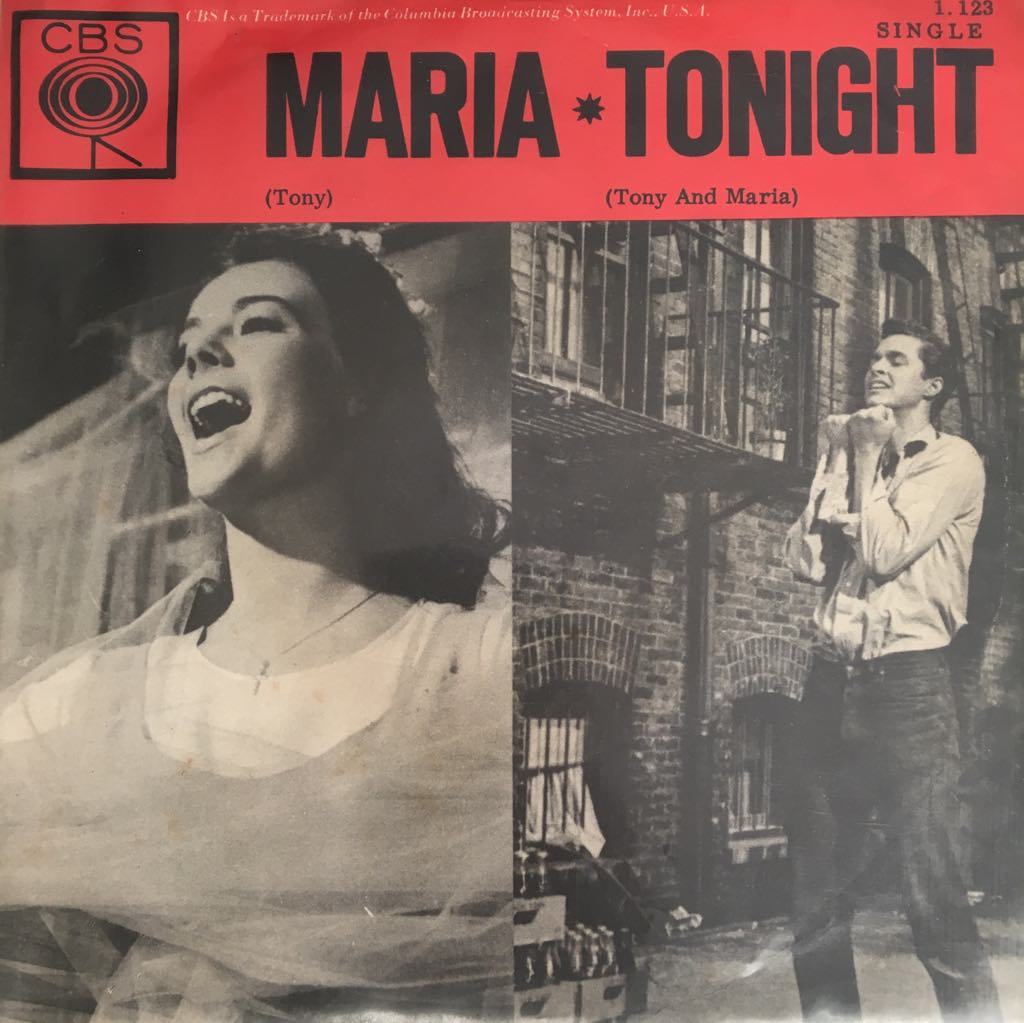 CBS
CBS Is a Trademark of the Columbia Broadcasting System, Inc., U.S.A.
1.123
SINGLE
MARIA * TONIGHT
(Tony)
(Tony And Maria)